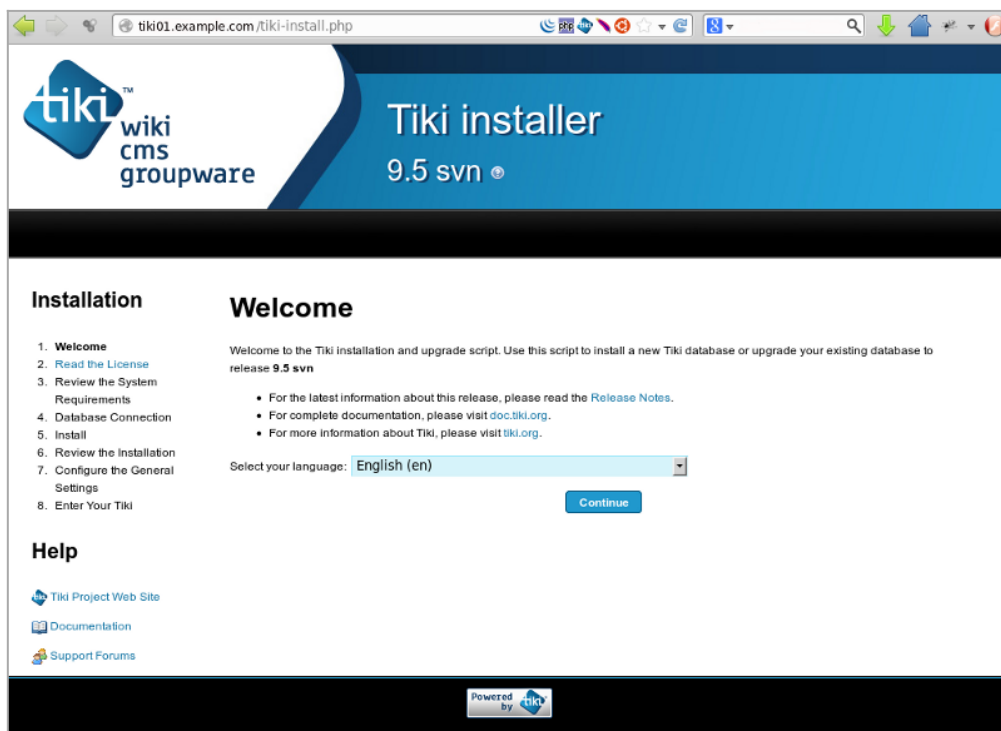 tiki01.example.com/tiki-install.php
tiki™
wiki
cms
groupware
Tiki installer
9.5 svn
Installation
1. Welcome
2. Read the License
3. Review the System
Requirements
4. Database Connection
5. Install
6. Review the Installation
7. Configure the General
Settings
8. Enter Your Tiki
Help
Tiki Project Web Site
Documentation
Support Forums
Welcome
Welcome to the Tiki installation and upgrade script. Use this script to install a new Tiki database or upgrade your existing database to
release 9.5 svn
• For the latest information about this release, please read the Release Notes.
• For complete documentation, please visit doc.tiki.org.
• For more information about Tiki, please visit tiki.org.
Select your language: English (en)
Continue
Powered
by tiki